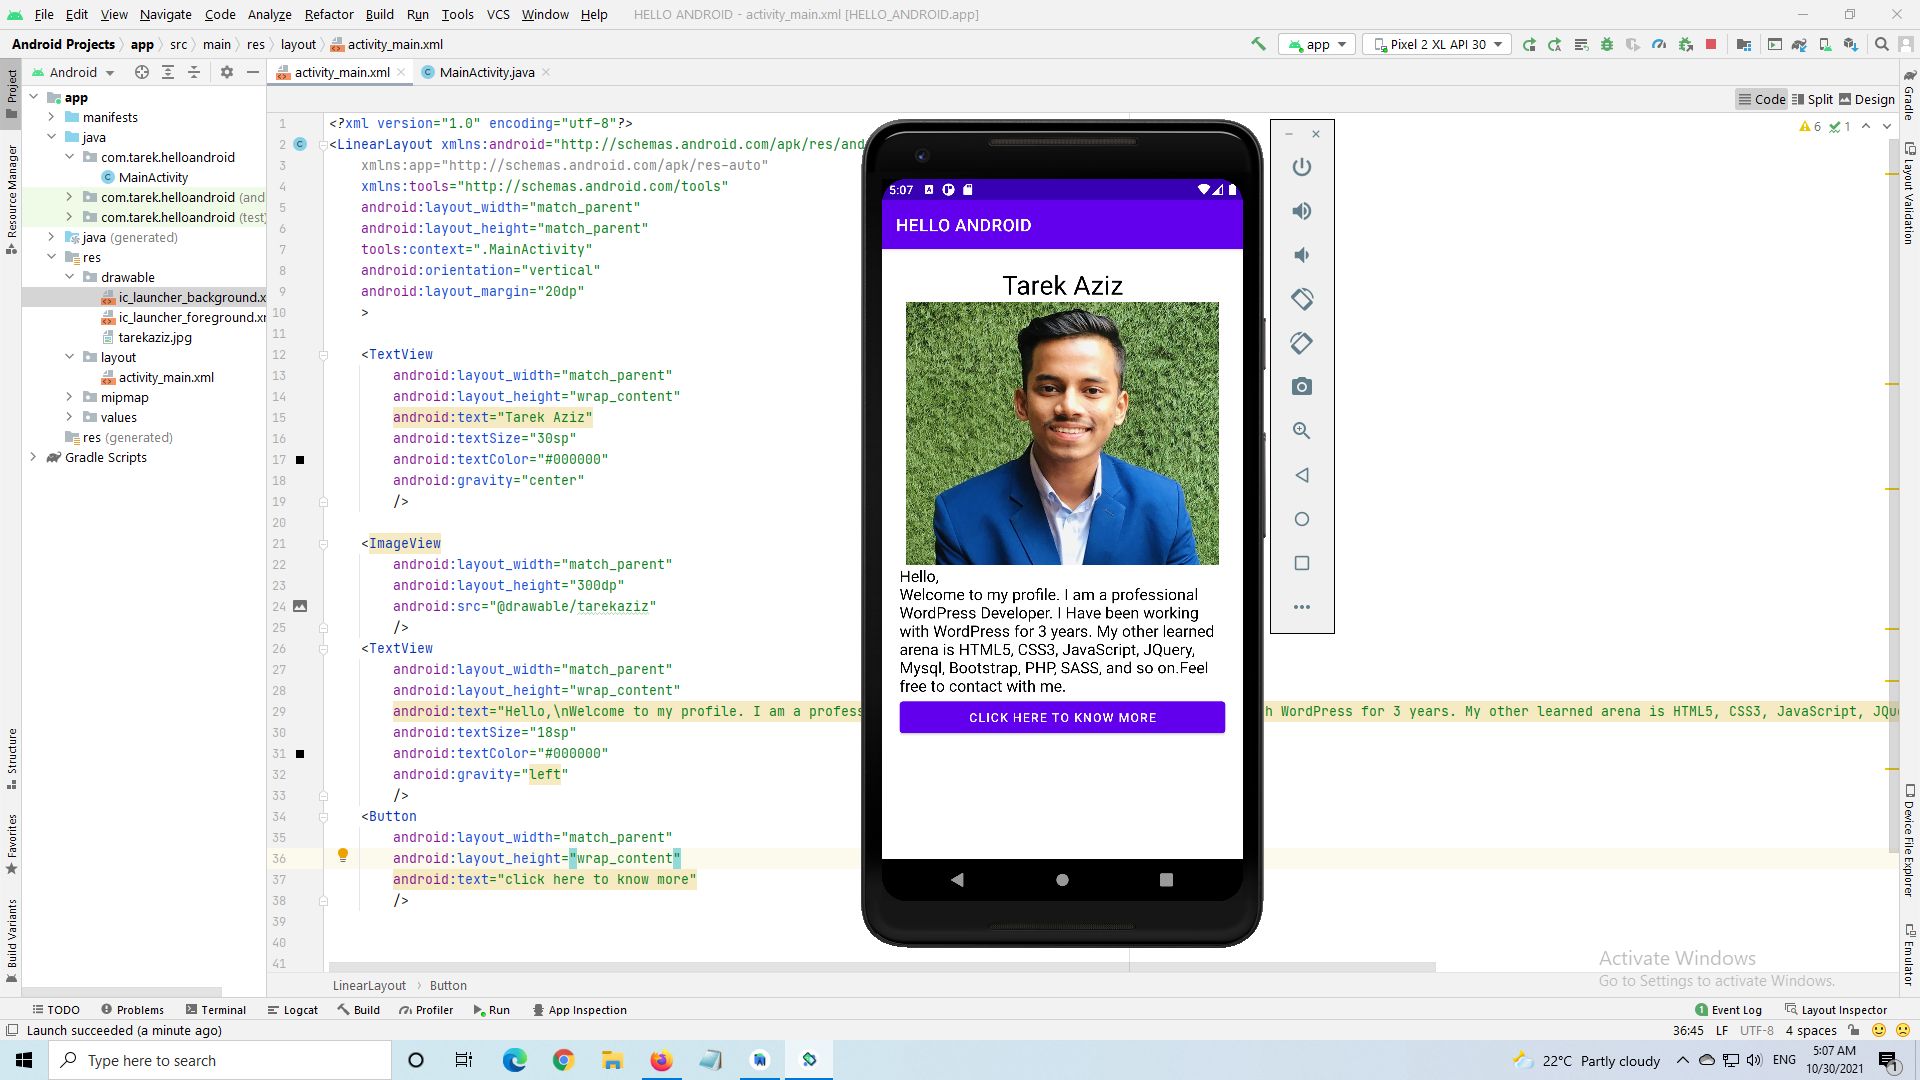 File Edit View Navigate Code Analyze Refactor Build Run Tools VCS Window Help HELLO ANDROID - activity_main.xml [HELLO_ANDROID.app]
Android Projects app src main res layout activity_main.xml app Pixel 2 XL API 30
Android activity_main.xml MainActivity.java
Code Split Design
6 1
Project
Resource Manager
Structure
Favorites
Build Variants
app
manifests
java
com.tarek.helloandroid
MainActivity
com.tarek.helloandroid (and
com.tarek.helloandroid (test)
java (generated)
res
drawable
ic_launcher_background.x
ic_launcher_foreground.xr
tarekaziz.jpg
layout
activity_main.xml
mipmap
values
res (generated)
Gradle Scripts
1 <?xml version="1.0" encoding="utf-8"?>
2 <LinearLayout xmlns:android="http://schemas.android.com/apk/res/and
3 xmlns:app="http://schemas.android.com/apk/res-auto"
4 xmlns:tools="http://schemas.android.com/tools"
5 android:layout_width="match_parent"
6 android:layout_height="match_parent"
7 tools:context=".MainActivity"
8 android:orientation="vertical"
9 android:layout_margin="20dp"
10 >
11
12 <TextView
13 android:layout_width="match_parent"
14 android:layout_height="wrap_content"
15 android:text="Tarek Aziz"
16 android:textSize="30sp"
17 android:textColor="#000000"
18 android:gravity="center"
19 />
20
21 <ImageView
22 android:layout_width="match_parent"
23 android:layout_height="300dp"
24 android:src="@drawable/tarekaziz"
25 />
26 <TextView
27 android:layout_width="match_parent"
28 android:layout_height="wrap_content"
29 android:text="Hello,\nWelcome to my profile. I am a profess h WordPress for 3 years. My other learned arena is HTML5, CSS3, JavaScript, JQu
30 android:textSize="18sp"
31 android:textColor="#000000"
32 android:gravity="left"
33 />
34 <Button
35 android:layout_width="match_parent"
36 android:layout_height="wrap_content"
37 android:text="click here to know more"
38 />
39
40
41
5:07
HELLO ANDROID
Tarek Aziz
Hello,
Welcome to my profile. I am a professional
WordPress Developer. I Have been working
with WordPress for 3 years. My other learned
arena is HTML5, CSS3, JavaScript, JQuery,
Mysql, Bootstrap, PHP, SASS, and so on.Feel
free to contact with me.
CLICK HERE TO KNOW MORE
Gradle
Layout Validation
Device File Explorer
Emulator
Activate Windows
Go to Settings to activate Windows.
LinearLayout Button
TODO Problems Terminal Logcat Build Profiler Run App Inspection 1 Event Log Layout Inspector
Launch succeeded (a minute ago) 36:45 LF UTF-8 4 spaces
Type here to search 22°C Partly cloudy ENG 5:07 AM
10/30/2021 1